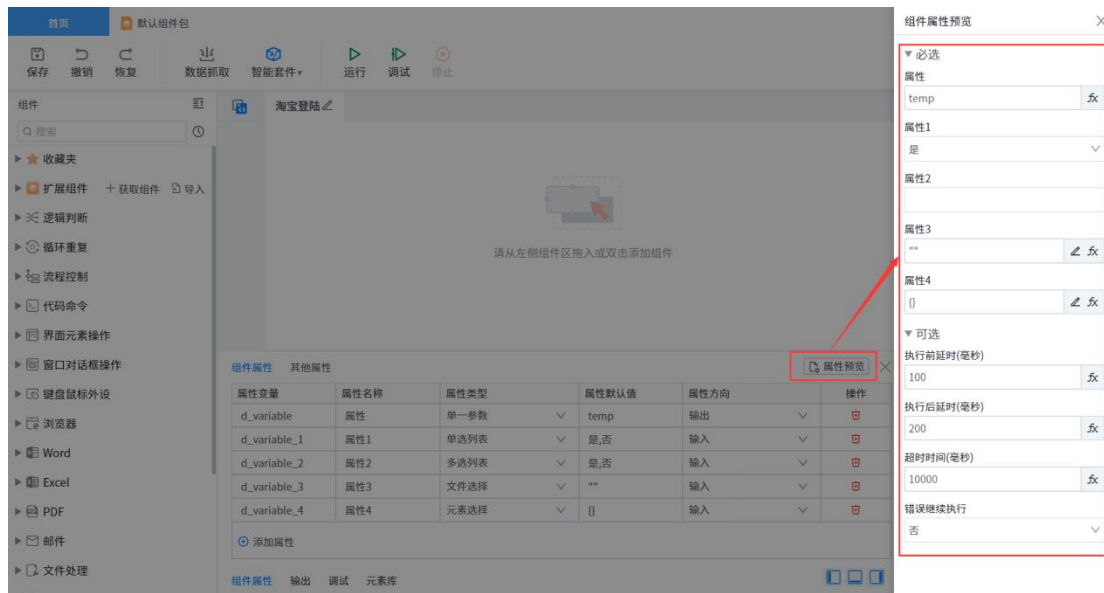 首页
默认组件包
保存
撤销
恢复
数据抓取
智能套件
运行
调试
停止
组件
搜索
收藏夹
扩展组件 + 获取组件 导入
逻辑判断
循环重复
流程控制
代码命令
界面元素操作
窗口对话框操作
键盘鼠标外设
浏览器
Word
Excel
PDF
邮件
文件处理
淘宝登陆
请从左侧组件区拖入或双击添加组件
组件属性 其他属性
属性预览
属性变量 属性名称 属性类型 属性默认值 属性方向 操作
d_variable 属性 单一参数 temp 输出
d_variable_1 属性1 单选列表 是,否 输入
d_variable_2 属性2 多选列表 是,否 输入
d_variable_3 属性3 文件选择 "" 输入
d_variable_4 属性4 元素选择 {} 输入
添加属性
组件属性 输出 调试 元素库
组件属性预览
必选
属性
temp fx
属性1
是
属性2
属性3
"" fx
属性4
{} fx
可选
执行前延时(毫秒)
100 fx
执行后延时(毫秒)
200 fx
超时时间(毫秒)
10000 fx
错误继续执行
否